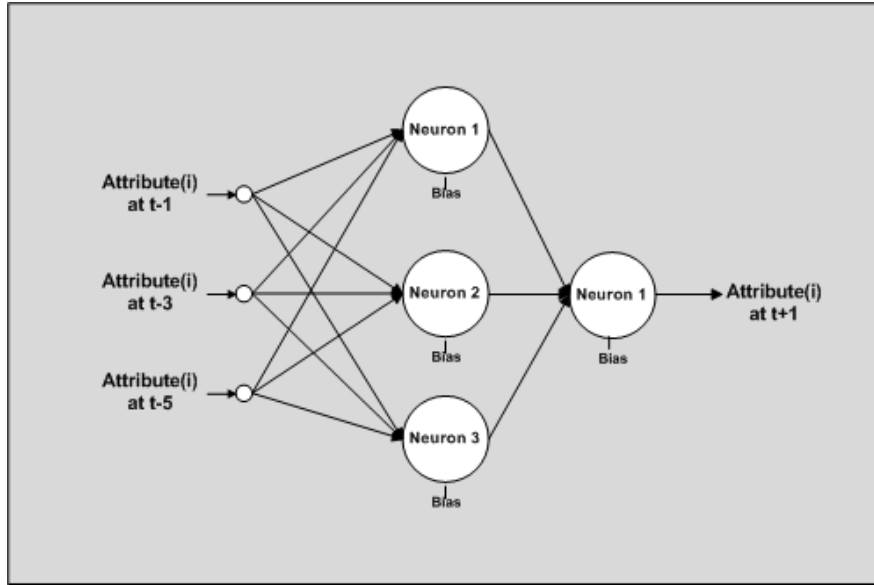 Neuron 1
Bias
Attribute(i)
at t-1
Attribute(i)
at t-3
Neuron 2
Bias
Neuron 1
Bias
Attribute(i)
at t+1
Attribute(i)
at t-5
Neuron 3
Bias